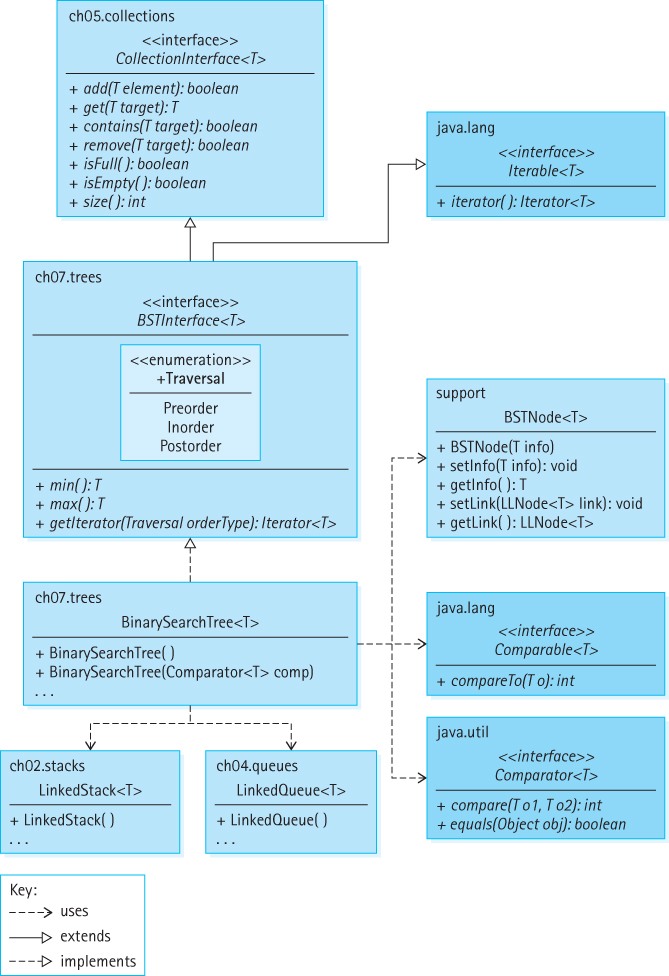 ch05.collections
<<interface>>
CollectionInterface<T>
+ add(T element): boolean
+ get(T target): T
+ contains(T target): boolean
+ remove(T target): boolean
+ isFull( ): boolean
+ isEmpty( ): boolean
+ size( ): int
java.lang
<<interface>>
Iterable<T>
+ iterator( ): Iterator<T>
ch07.trees
<<interface>>
BSTInterface<T>
<<enumeration>>
+Traversal
Preorder
Inorder
Postorder
+ min( ): T
+ max( ): T
+ getIterator(Traversal orderType): Iterator<T>
support
BSTNode<T>
+ BSTNode(T info)
+ setInfo(T info): void
+ getInfo( ): T
+ setLink(LLNode<T> link): void
+ getLink( ): LLNode<T>
ch07.trees
BinarySearchTree<T>
+ BinarySearchTree( )
+ BinarySearchTree(Comparator<T> comp)
. . .
java.lang
<<interface>>
Comparable<T>
+ compareTo(T o): int
java.util
<<interface>>
Comparator<T>
+ compare(T o1, T o2): int
+ equals(Object obj): boolean
ch02.stacks
LinkedStack<T>
+ LinkedStack( )
. . .
ch04.queues
LinkedQueue<T>
+ LinkedQueue( )
. . .
Key:
uses
extends
implements